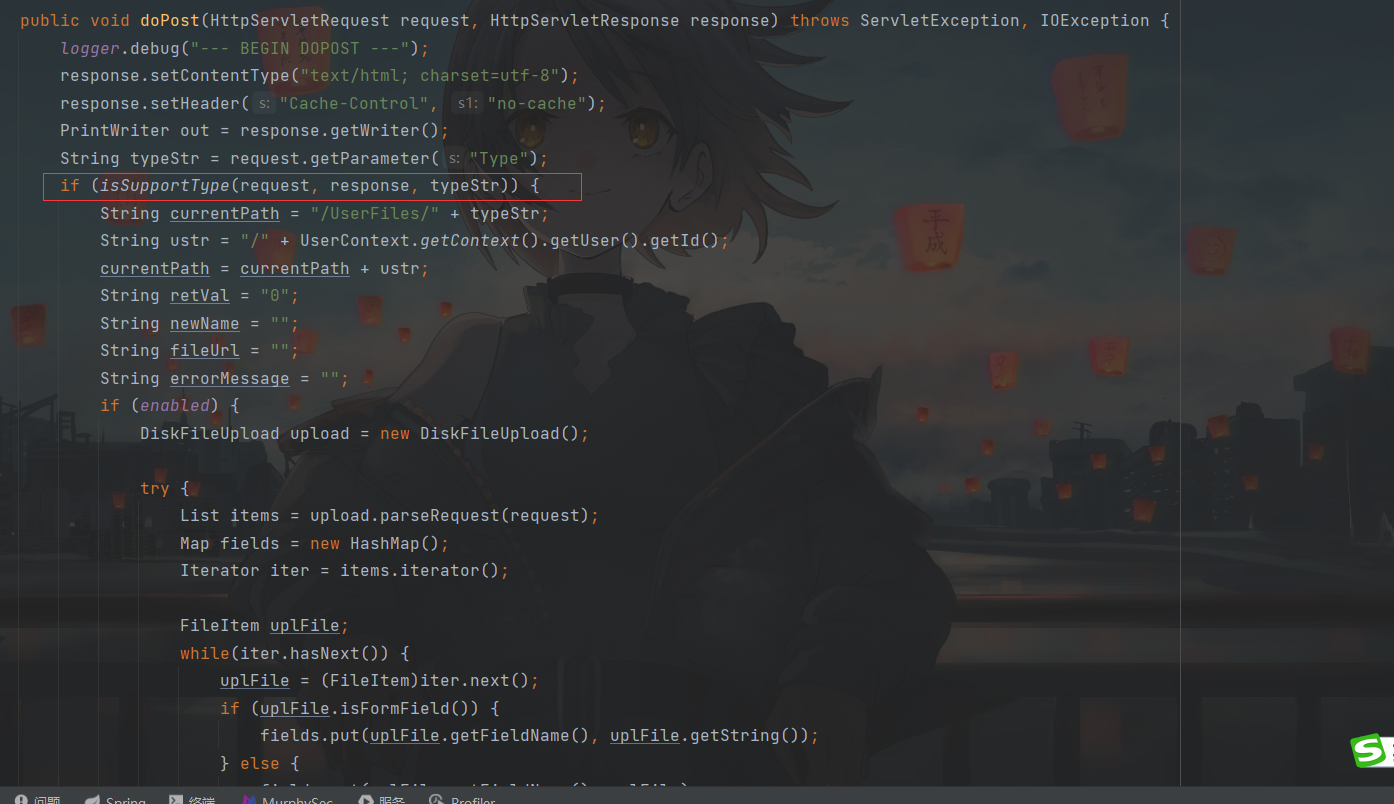 public void doPost(HttpServletRequest request, HttpServletResponse response) throws ServletException, IOException {
logger.debug("--- BEGIN DOPOST ---");
response.setContentType("text/html; charset=utf-8");
response.setHeader( s: "Cache-Control", s1: "no-cache");
PrintWriter out = response.getWriter();
String typeStr = request.getParameter( s: "Type");
if (isSupportType(request, response, typeStr)) {
String currentPath = "/UserFiles/" + typeStr;
String ustr = "/" + UserContext.getContext().getUser().getId();
currentPath = currentPath + ustr;
String retVal = "0";
String newName = "";
String fileUrl = "";
String errorMessage = "";
if (enabled) {
DiskFileUpload upload = new DiskFileUpload();
try {
List items = upload.parseRequest(request);
Map fields = new HashMap();
Iterator iter = items.iterator();
FileItem uplFile;
while(iter.hasNext()) {
uplFile = (FileItem)iter.next();
if (uplFile.isFormField()) {
fields.put(uplFile.getFieldName(), uplFile.getString());
} else {
平成
S
问题 Spring 终端 MurphySec 服务 Profiler